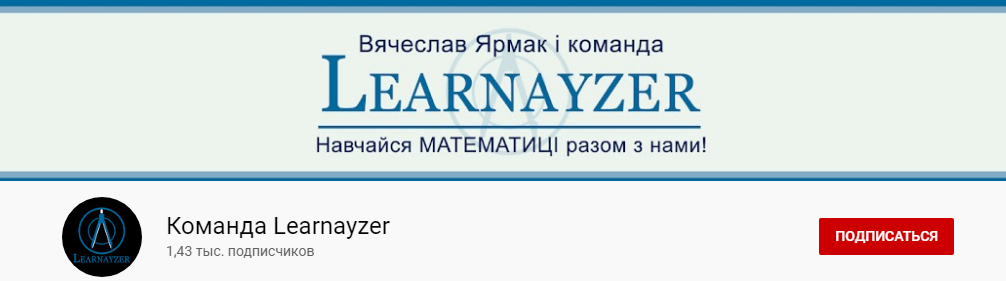 Вячеслав Ярмак і команда
LEARNAYZER
Навчайся МАТЕМАТИЦІ разом з нами!
LEARNAYZER
Команда Learnayzer
1,43 тыс. подписчиков
ПОДПИСАТЬСЯ